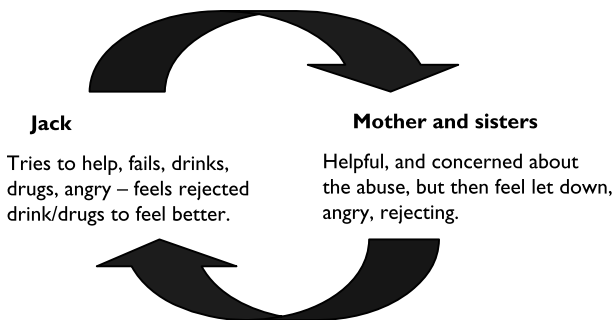 Jack
Tries to help, fails, drinks,
drugs, angry – feels rejected
drink/drugs to feel better.
Mother and sisters
Helpful, and concerned about
the abuse, but then feel let down,
angry, rejecting.